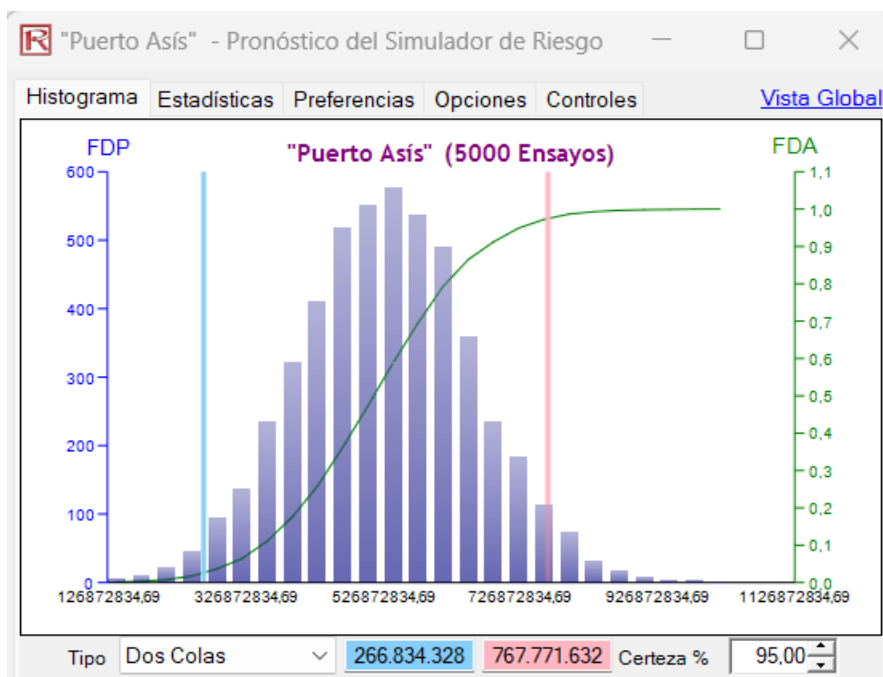 "Puerto Asís" - Pronóstico del Simulador de Riesgo
Histograma Estadísticas Preferencias Opciones Controles Vista Global
FDP "Puerto Asís" (5000 Ensayos) FDA
600 1,1
1,0
500 0,9
0,8
400 0,7
0,6
300 0,5
0,4
200 0,3
100 0,2
0,1
0 0,0
126872834,69 326872834,69 526872834,69 726872834,69 926872834,69 1126872834,69
Tipo Dos Colas 266.834.328 767.771.632 Certeza % 95,00